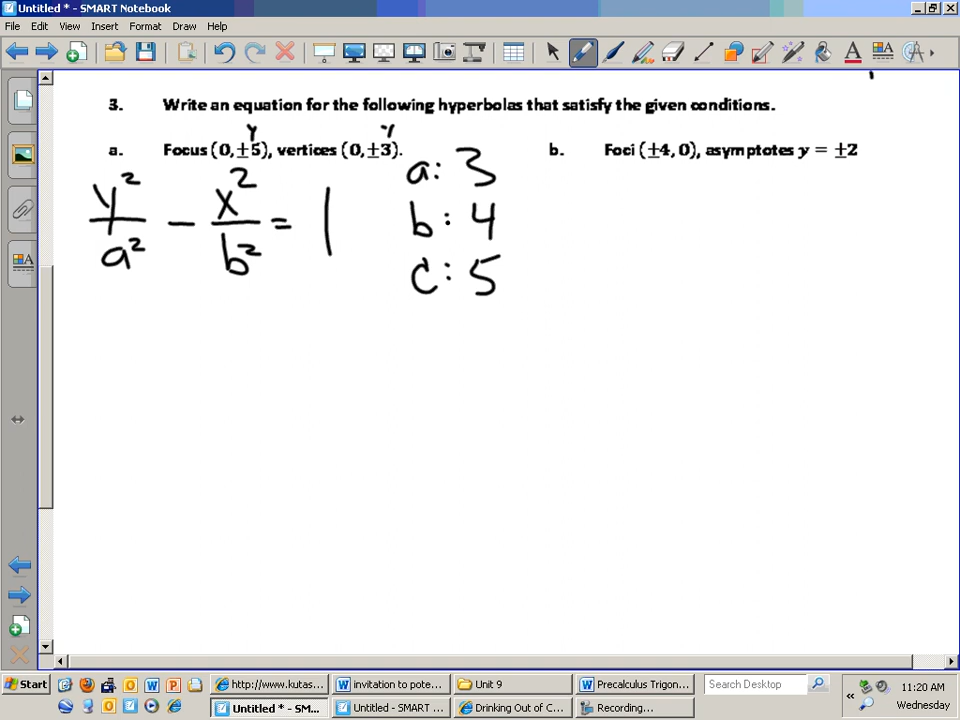 Untitled * - SMART Notebook
File Edit View Insert Format Draw Help
3. Write an equation for the following hyperbolas that satisfy the given conditions.
y y
a. Focus (0, ±5), vertices (0, ±3). b. Foci (±4, 0), asymptotes y = ±2
y²/a² - x²/b² = 1
a: 3
b: 4
c: 5
Start http://www.kutas... invitation to pote... Unit 9 Precalculus Trigon... Search Desktop 11:20 AM
Untitled * - SM... Untitled - SMART ... Drinking Out of C... Recording... Wednesday